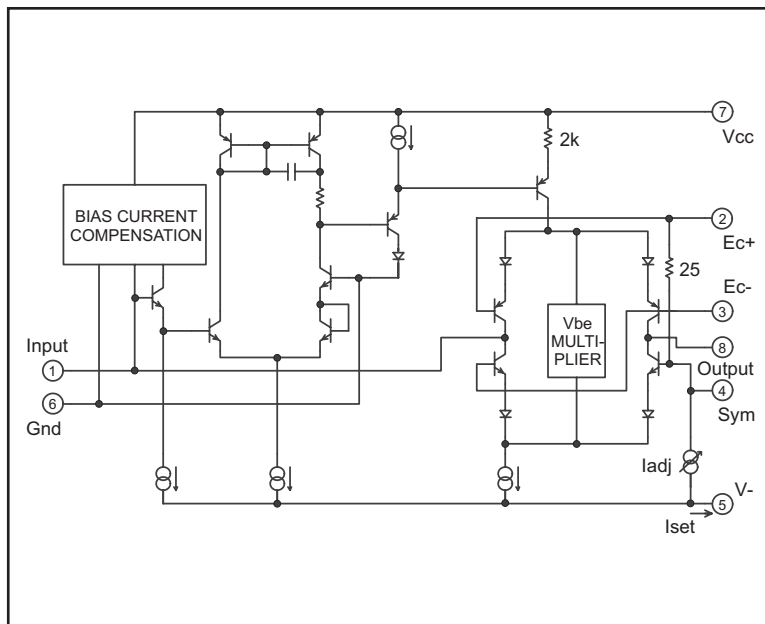 7
Vcc
2k
BIAS CURRENT
COMPENSATION
2
Ec+
25
Ec-
3
Vbe
MULTI-
PLIER
Input
1
8
Output
6
Gnd
4
Sym
Iadj
V-
5
Iset